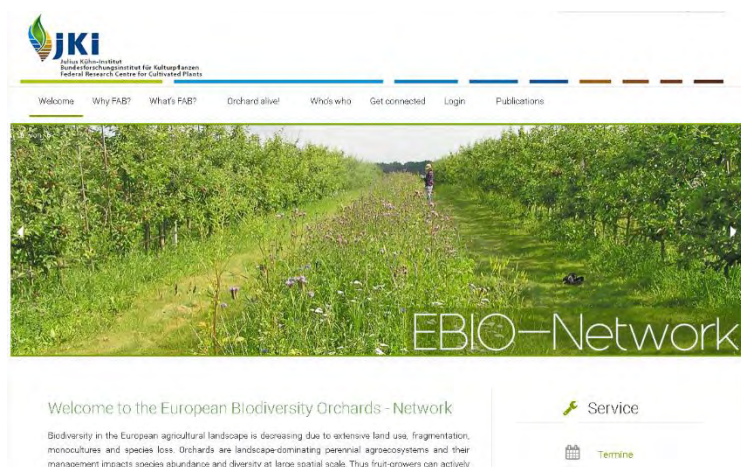 JKI
Julius Kühn-Institut
Bundesforschungsinstitut für Kulturpflanzen
Federal Research Centre for Cultivated Plants
Welcome Why FAB? What's FAB? Orchard alive! Who's who Get connected Login Publications
EBIO-Network
Welcome to the European BIodiversity Orchards - Network
Service
Biodiversity in the European agricultural landscape is decreasing due to extensive land use, fragmentation,
monocultures and species loss. Orchards are landscape-dominating perennial agroecosystems and their
Termine
management impacts species abundance and diversity at large spatial scale. Thus fruit-growers can actively